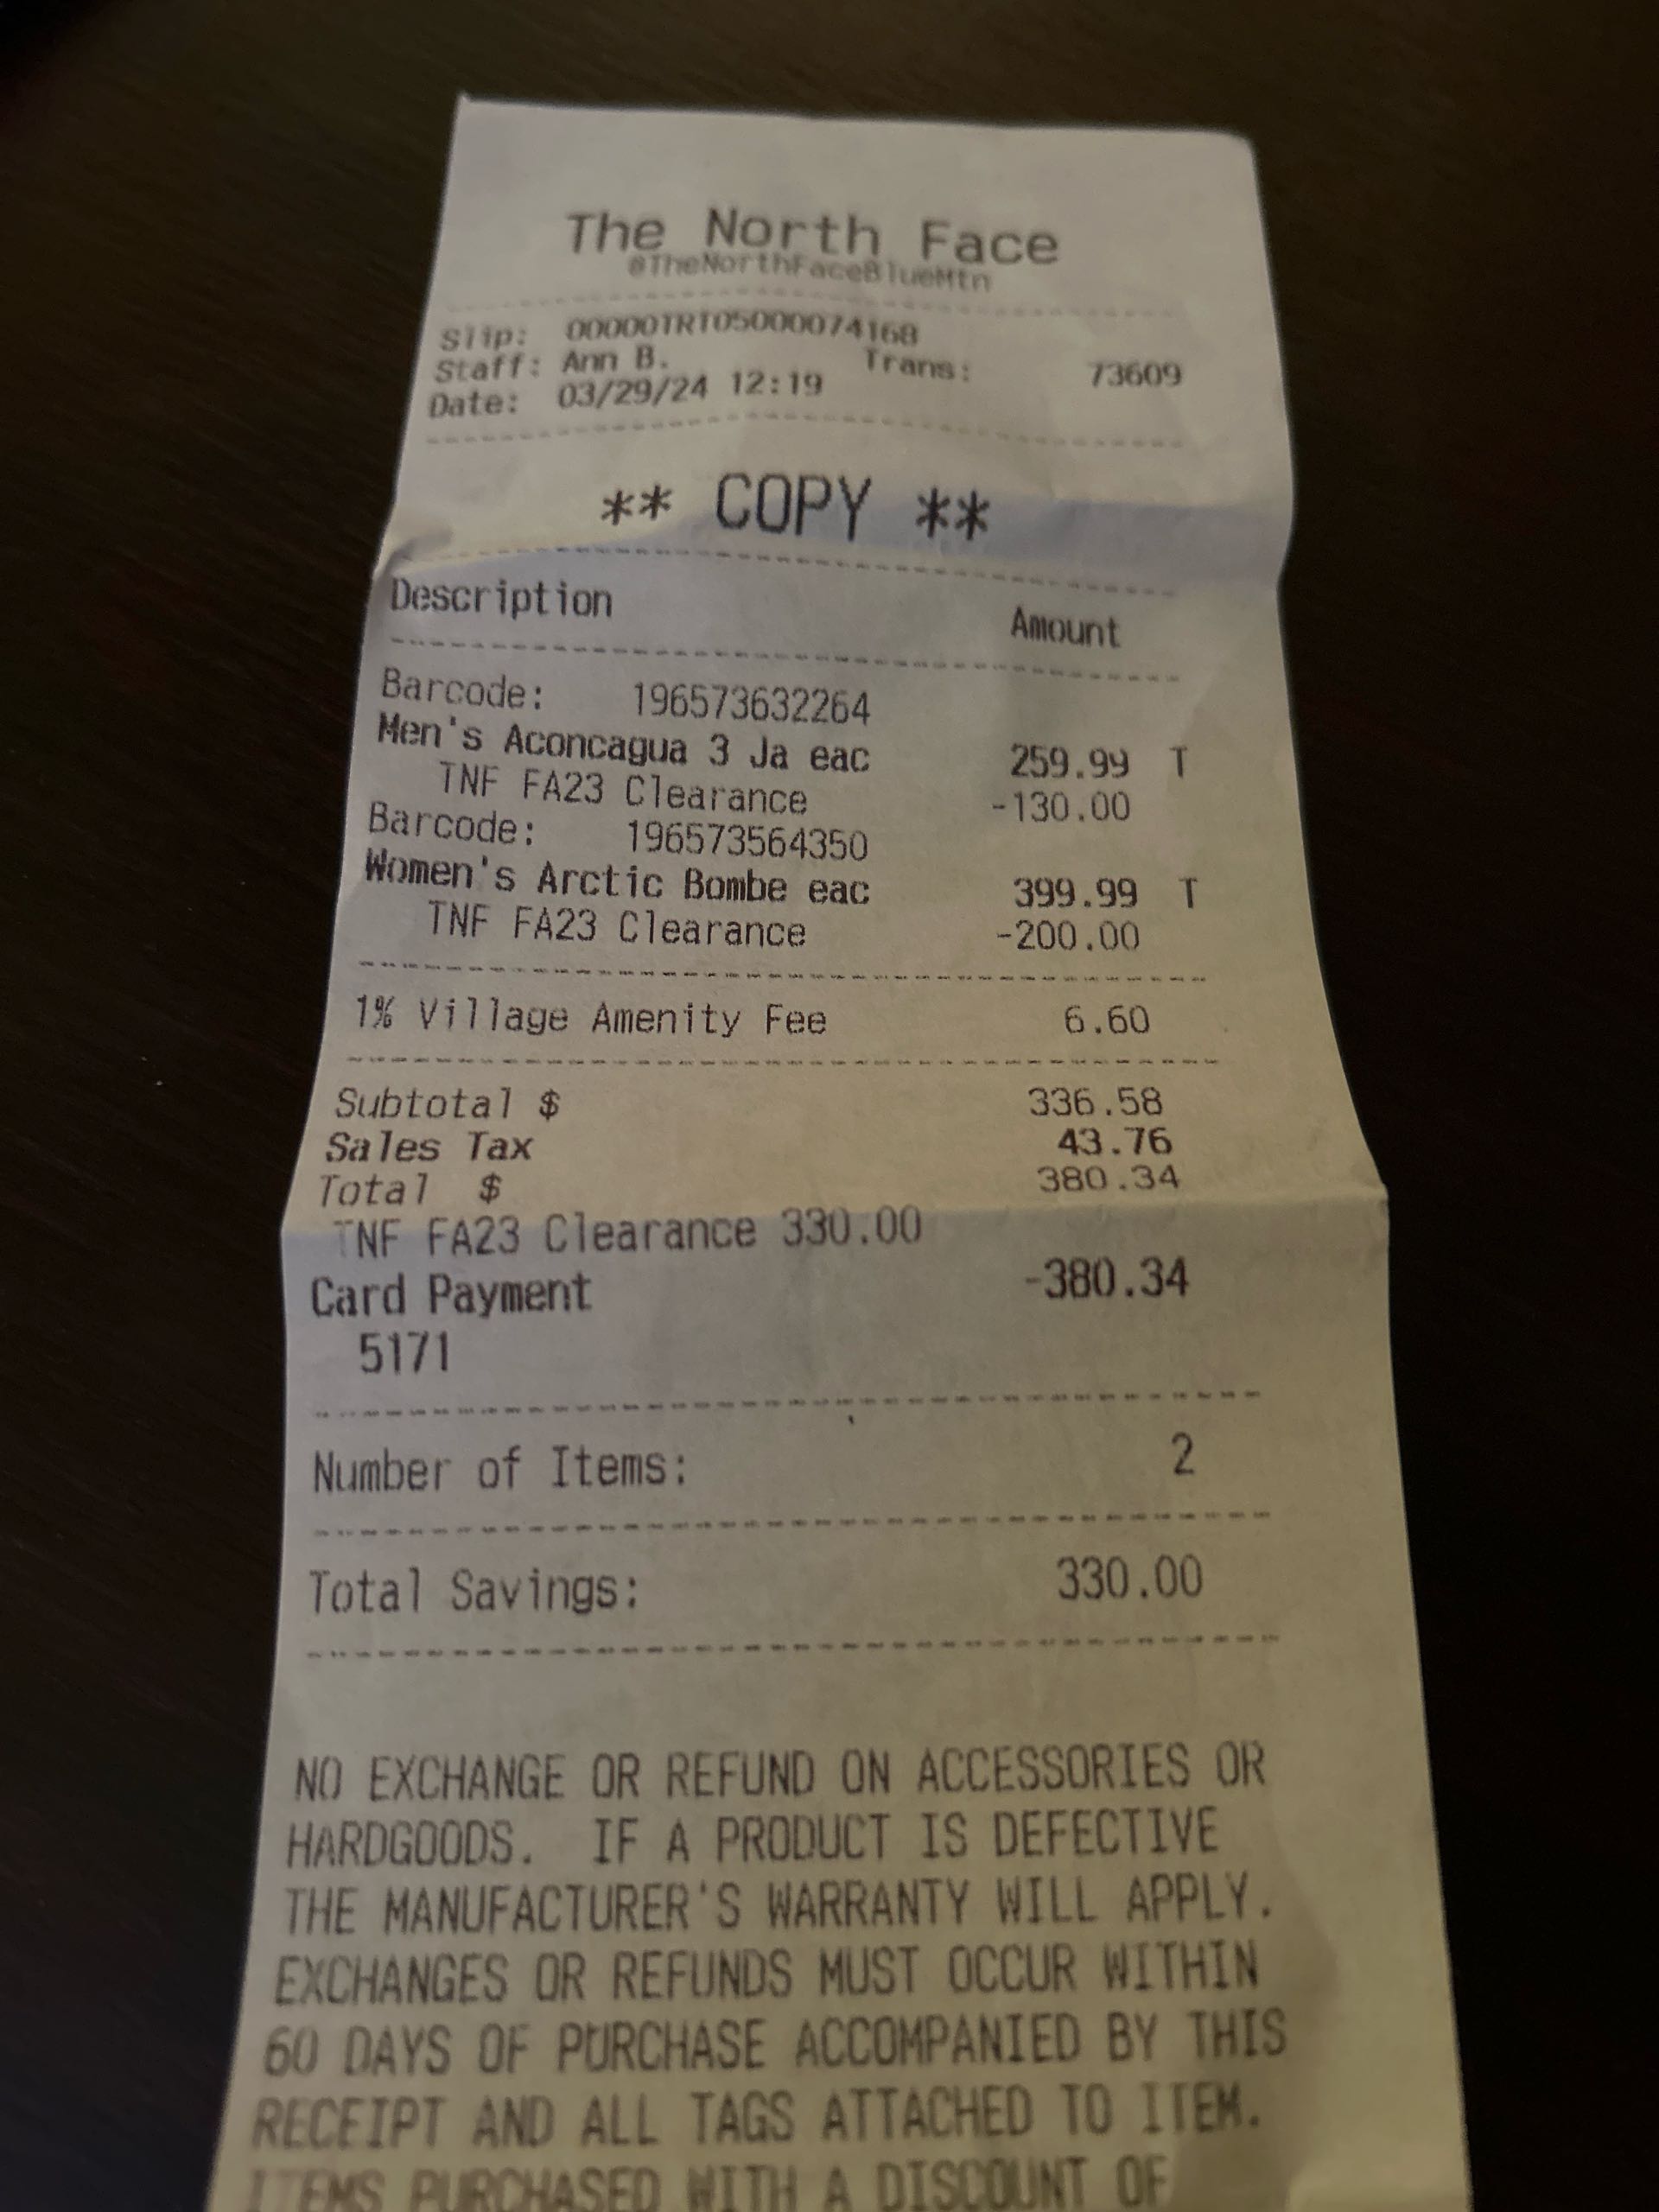 The North Face
@TheNorthFaceBlueMtn
Slip: 00000TRT05000074168
Staff: Ann B. Trans: 73609
Date: 03/29/24 12:19
** COPY **
Description Amount
Barcode: 196573632264
Men's Aconcagua 3 Ja eac 259.99 T
TNF FA23 Clearance -130.00
Barcode: 196573564350
Women's Arctic Bombe eac 399.99 T
TNF FA23 Clearance -200.00
1% Village Amenity Fee 6.60
Subtotal $ 336.58
Sales Tax 43.76
Total $ 380.34
TNF FA23 Clearance 330.00
Card Payment -380.34
5171
Number of Items: 2
Total Savings: 330.00
NO EXCHANGE OR REFUND ON ACCESSORIES OR
HARDGOODS. IF A PRODUCT IS DEFECTIVE
THE MANUFACTURER'S WARRANTY WILL APPLY.
EXCHANGES OR REFUNDS MUST OCCUR WITHIN
60 DAYS OF PURCHASE ACCOMPANIED BY THIS
RECEIPT AND ALL TAGS ATTACHED TO ITEM.
ITEMS PURCHASED WITH A DISCOUNT OF